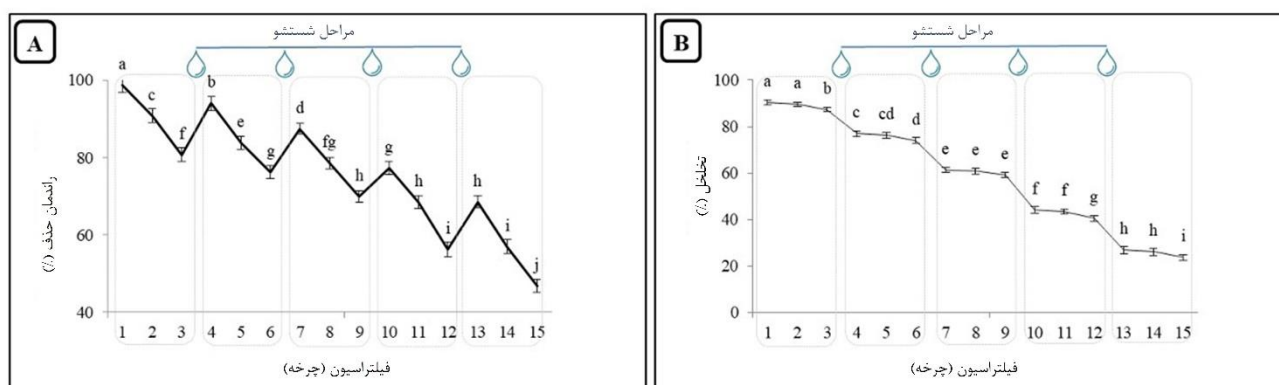 A
مراحل شستشو
a
b
c
d
e
f
fg
g
g
h
h
h
i
i
j
100
80
60
40
راندمان حذف (٪)
1 2 3 4 5 6 7 8 9 10 11 12 13 14 15
فیلتراسیون (چرخه)
B
مراحل شستشو
a a b c cd d e e e f f g h h i
100
80
60
40
20
0
تخلخل (٪)
1 2 3 4 5 6 7 8 9 10 11 12 13 14 15
فیلتراسیون (چرخه)